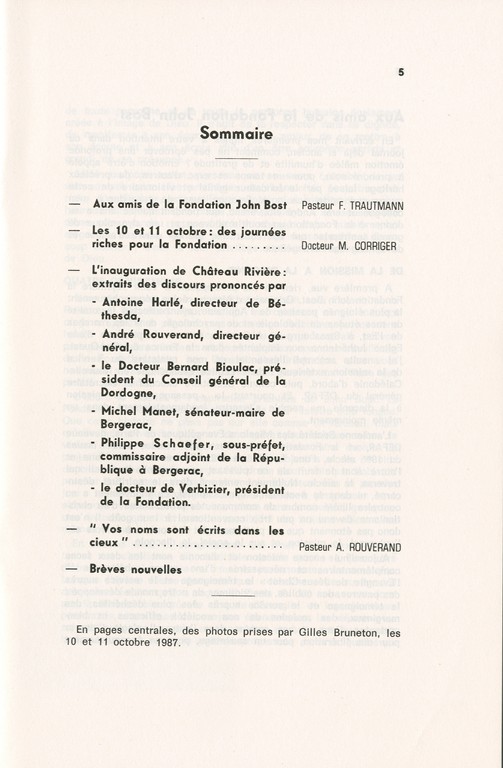 5
Sommaire
— Aux amis de la Fondation John Bost Pasteur F. TRAUTMANN
— Les 10 et 11 octobre : des journées
riches pour la Fondation ......... Docteur M. CORRIGER
— L'inauguration de Château Rivière :
extraits des discours prononcés par
- Antoine Harlé, directeur de Bé-
thesda,
- André Rouverand, directeur gé-
néral,
- le Docteur Bernard Bioulac, pré-
sident du Conseil général de la
Dordogne,
- Michel Manet, sénateur-maire de
Bergerac,
- Philippe Schaefer, sous-préfet,
commissaire adjoint de la Répu-
blique à Bergerac,
- le docteur de Verbizier, président
de la Fondation.
— " Vos noms sont écrits dans les
cieux " ........................ Pasteur A. ROUVERAND
— Brèves nouvelles
En pages centrales, des photos prises par Gilles Bruneton, les
10 et 11 octobre 1987.